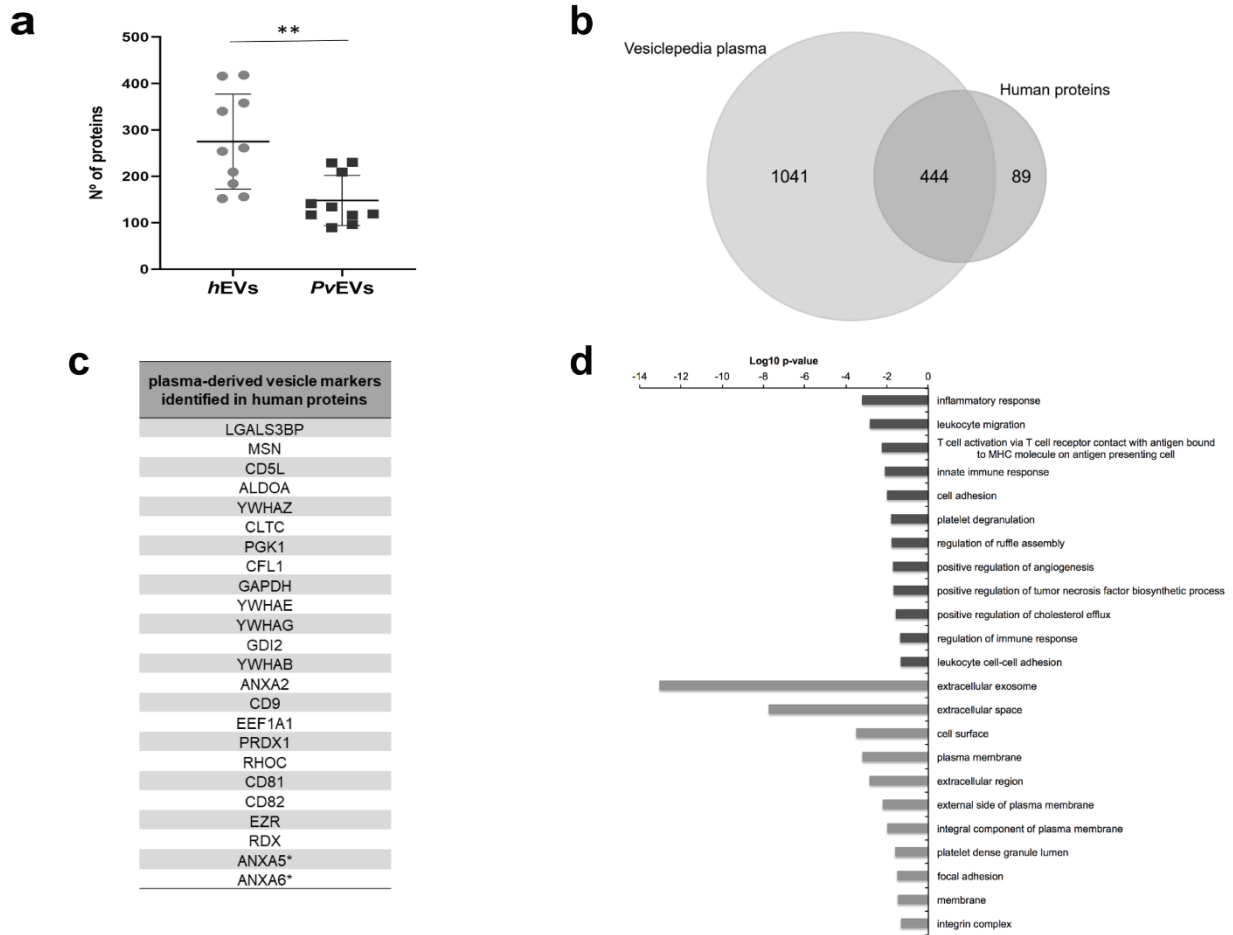 a
**
500
400
300
200
100
0
Nº of proteins
hEVs
PvEVs
b
Vesiclepedia plasma
Human proteins
1041
444
89
c
plasma-derived vesicle markers
identified in human proteins
LGALS3BP
MSN
CD5L
ALDOA
YWHAZ
CLTC
PGK1
CFL1
GAPDH
YWHAE
YWHAG
GDI2
YWHAB
ANXA2
CD9
EEF1A1
PRDX1
RHOC
CD81
CD82
EZR
RDX
ANXA5*
ANXA6*
d
Log10 p-value
-14 -12 -10 -8 -6 -4 -2 0
inflammatory response
leukocyte migration
T cell activation via T cell receptor contact with antigen bound
to MHC molecule on antigen presenting cell
innate immune response
cell adhesion
platelet degranulation
regulation of ruffle assembly
positive regulation of angiogenesis
positive regulation of tumor necrosis factor biosynthetic process
positive regulation of cholesterol efflux
regulation of immune response
leukocyte cell-cell adhesion
extracellular exosome
extracellular space
cell surface
plasma membrane
extracellular region
external side of plasma membrane
integral component of plasma membrane
platelet dense granule lumen
focal adhesion
membrane
integrin complex